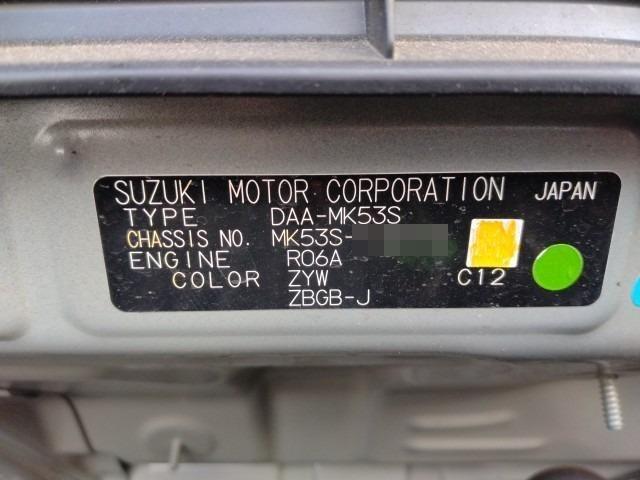 SUZUKI MOTOR CORPORATION JAPAN
TYPE DAA-MK53S
CHASSIS NO. MK53S-
ENGINE R06A
COLOR ZYW C12
ZBGB-J